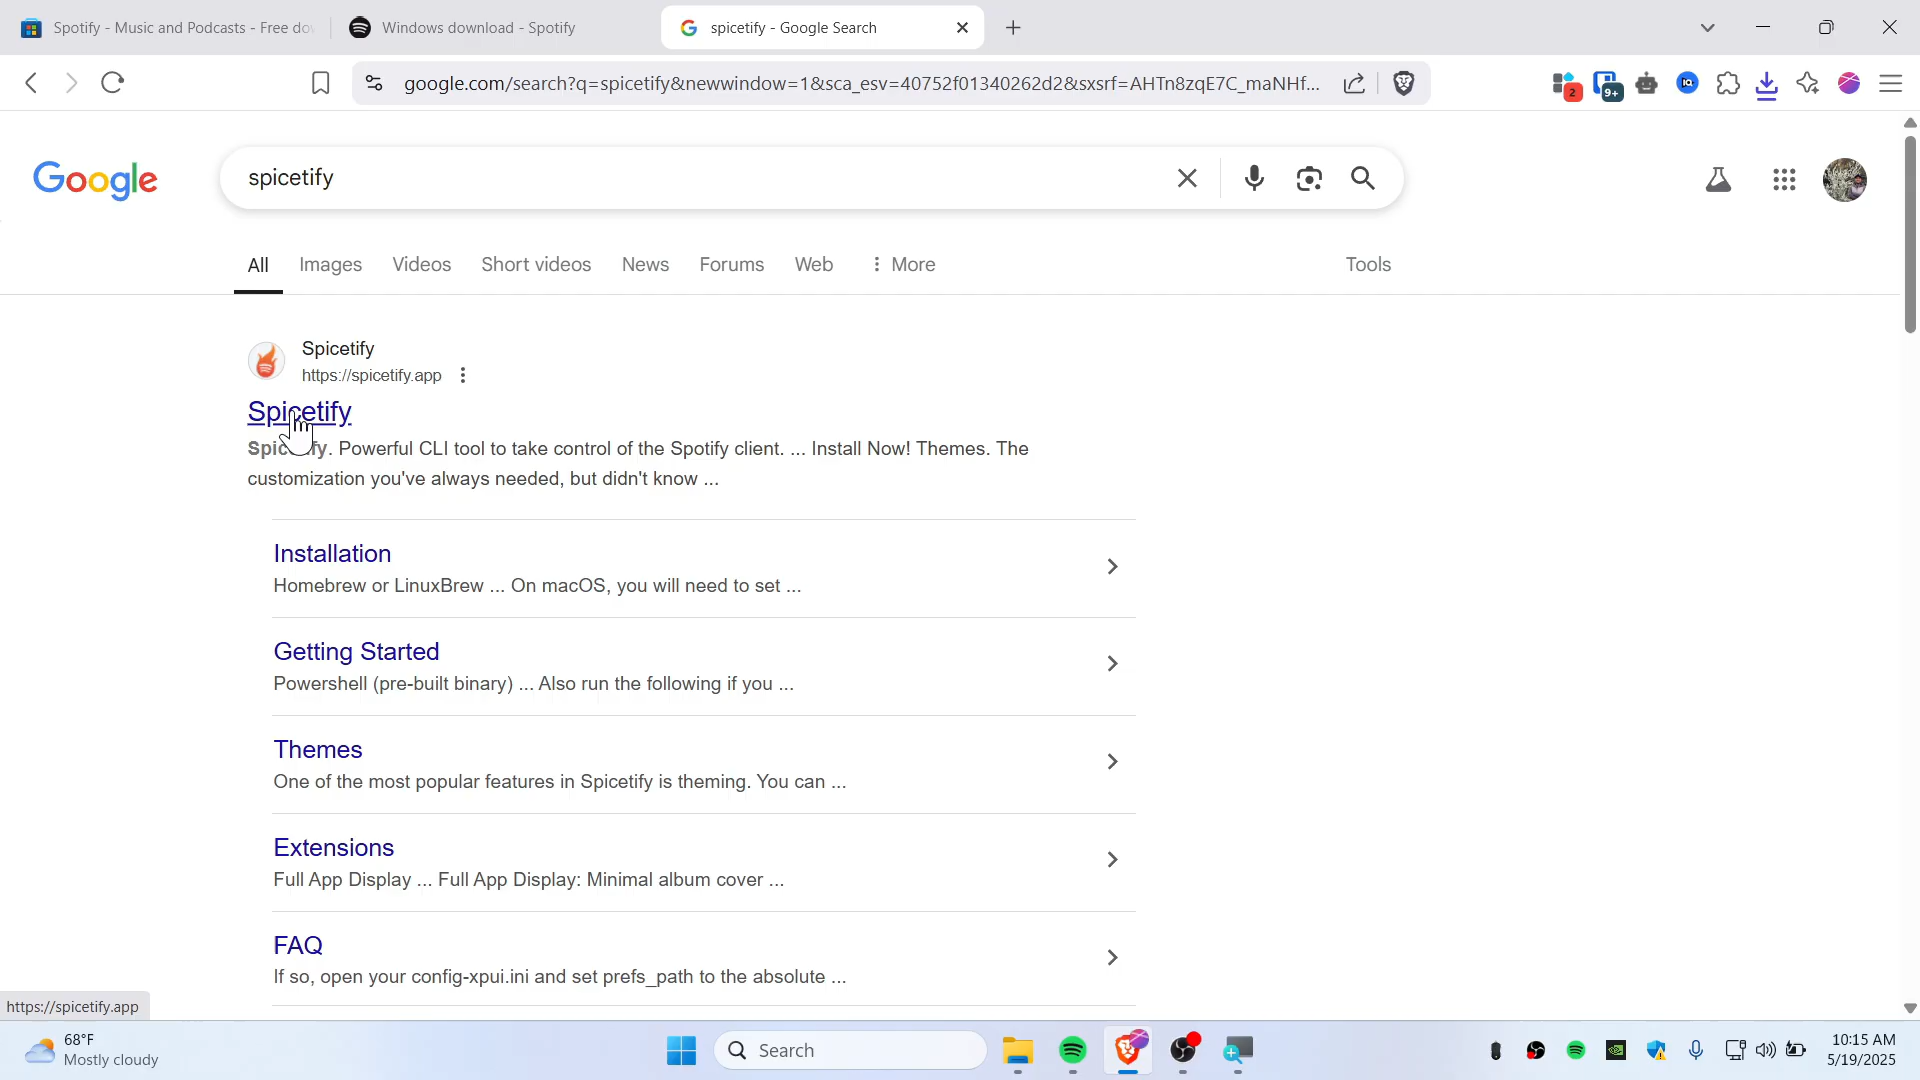 Spotify - Music and Podcasts - Free do
Windows download - Spotify
spicetify - Google Search
google.com/search?q=spicetify&newwindow=1&sca_esv=40752f01340262d2&sxsrf=AHTn8zqE7C_maNHf...
2
9+
Google
spicetify
All
Images
Videos
Short videos
News
Forums
Web
More
Tools
Spicetify
https://spicetify.app
Spicetify
Spicetify. Powerful CLI tool to take control of the Spotify client. ... Install Now! Themes. The
customization you've always needed, but didn't know ...
Installation
Homebrew or LinuxBrew ... On macOS, you will need to set ...
Getting Started
Powershell (pre-built binary) ... Also run the following if you ...
Themes
One of the most popular features in Spicetify is theming. You can ...
Extensions
Full App Display ... Full App Display: Minimal album cover ...
FAQ
If so, open your config-xpui.ini and set prefs_path to the absolute ...
https://spicetify.app
68°F
Mostly cloudy
Search
10:15 AM
5/19/2025